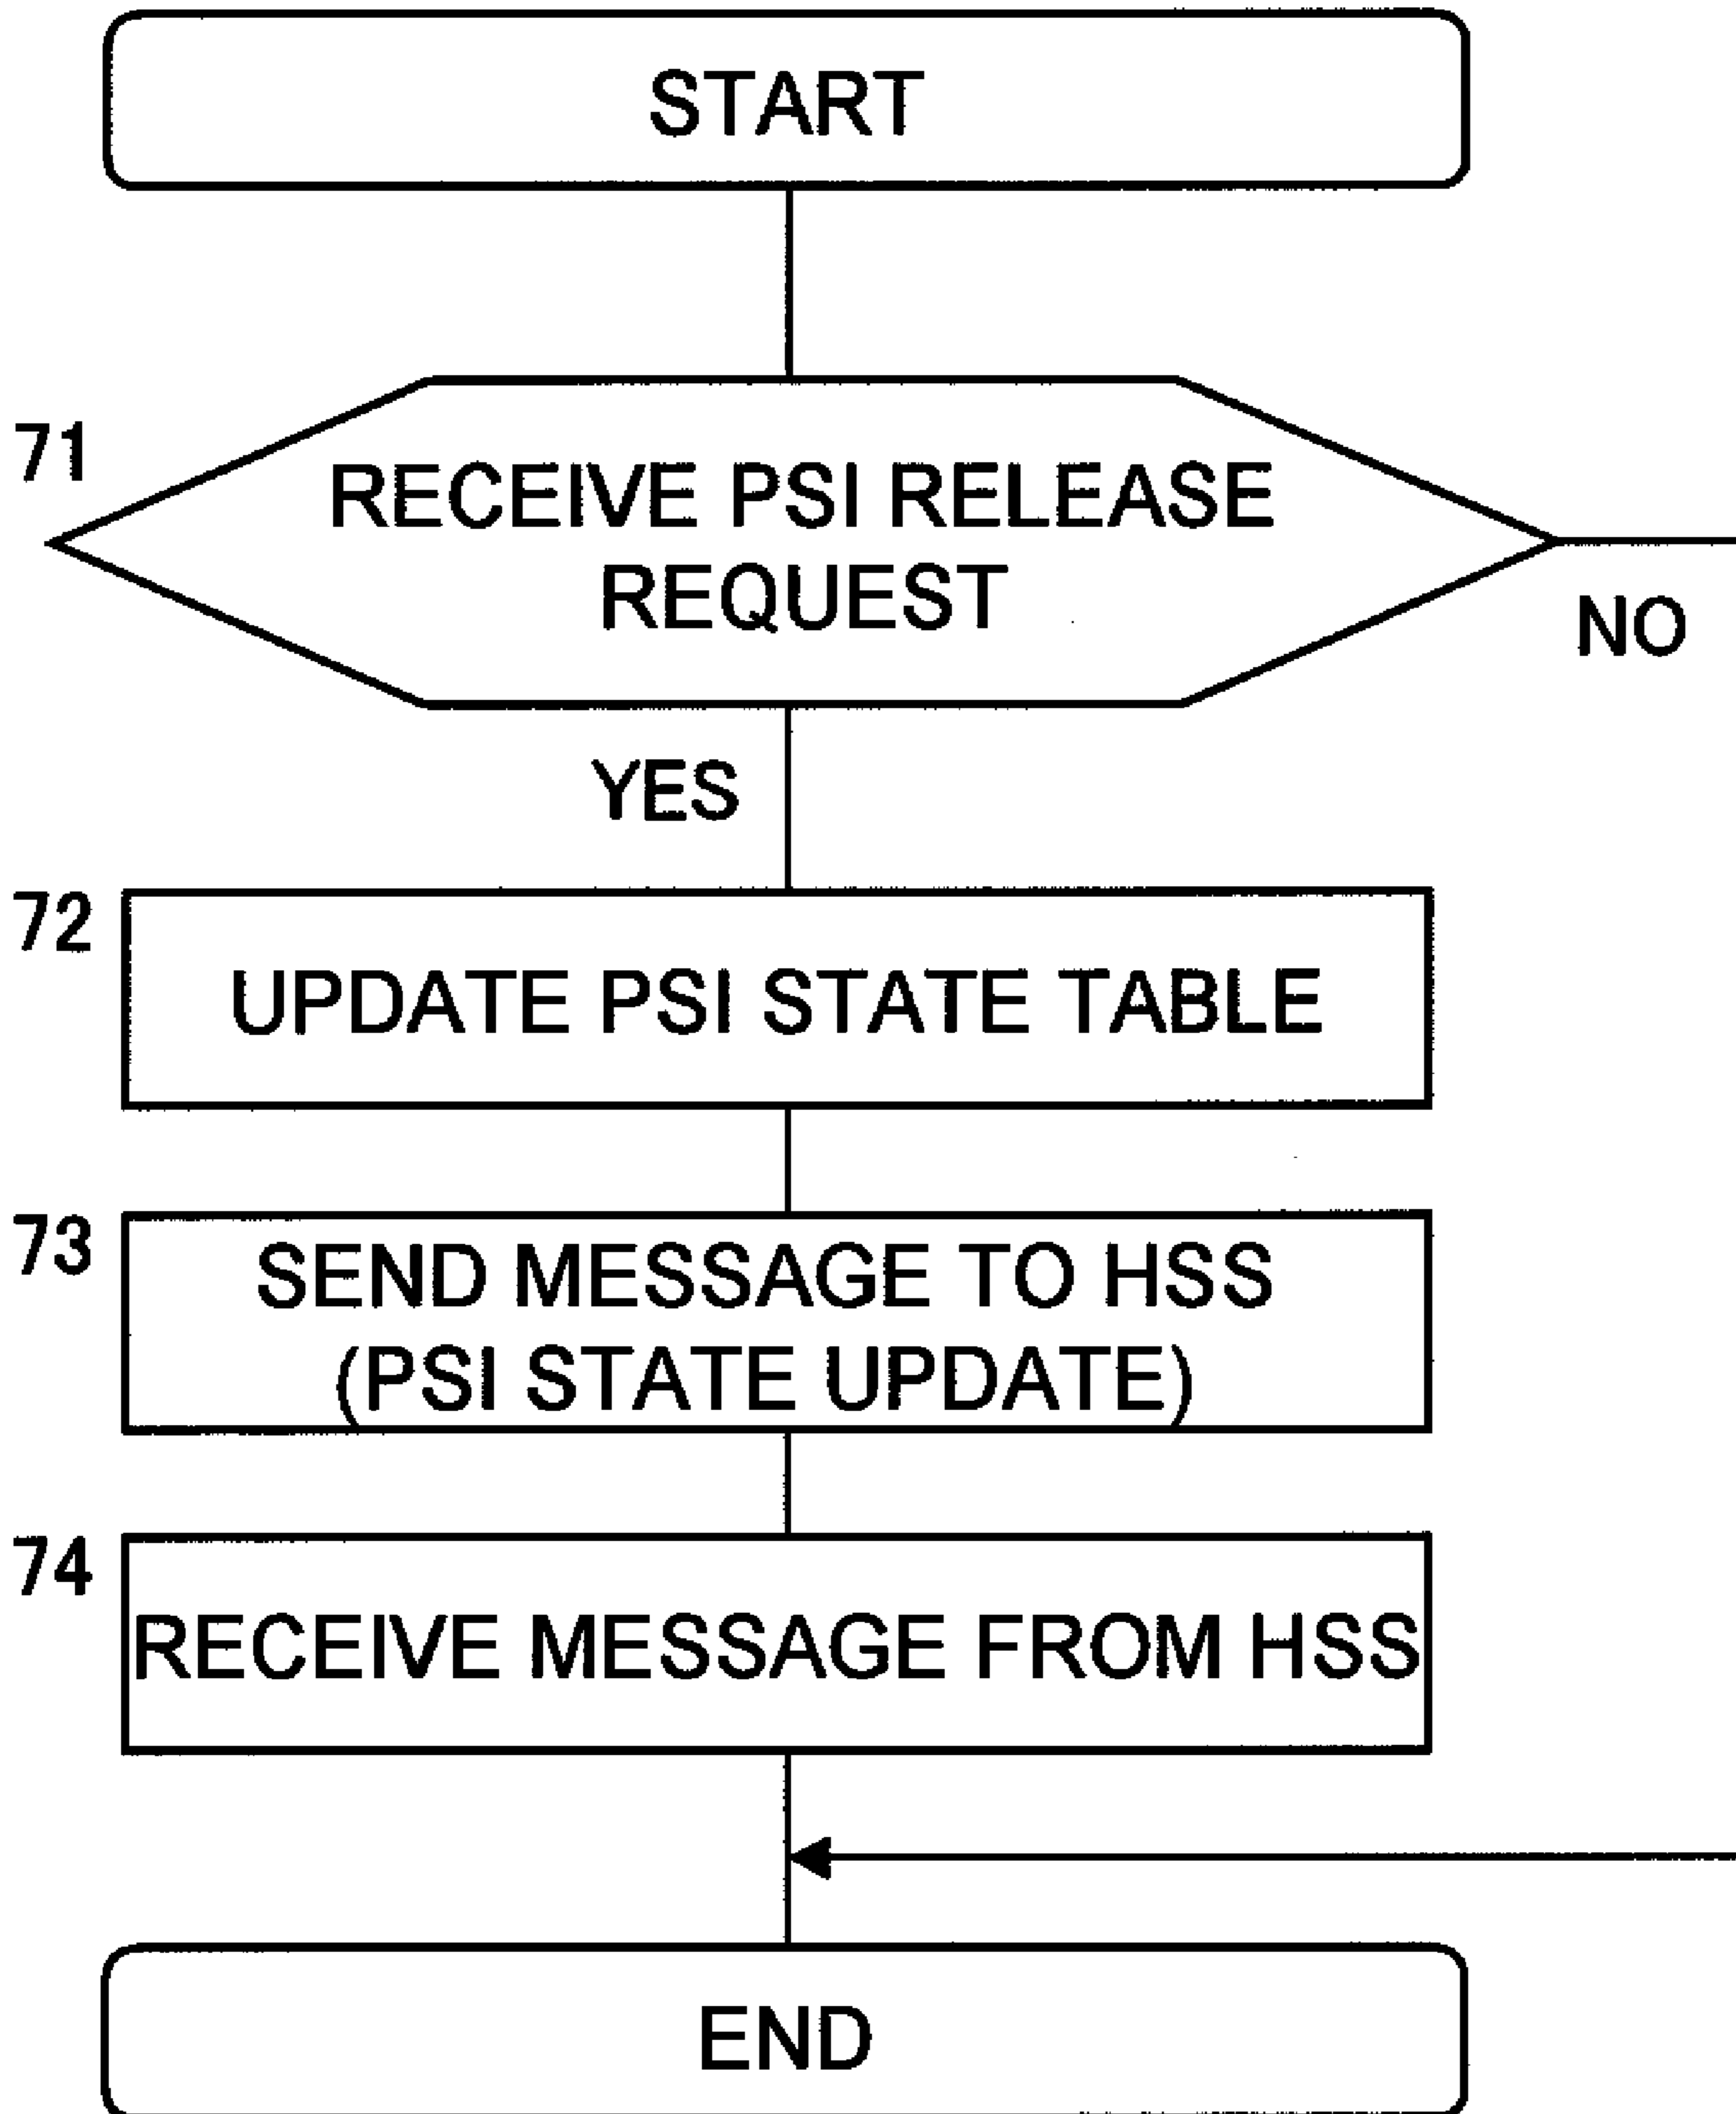 START
71
RECEIVE PSI RELEASE
REQUEST
NO
YES
72
UPDATE PSI STATE TABLE
73
SEND MESSAGE TO HSS
(PSI STATE UPDATE)
74
RECEIVE MESSAGE FROM HSS
END